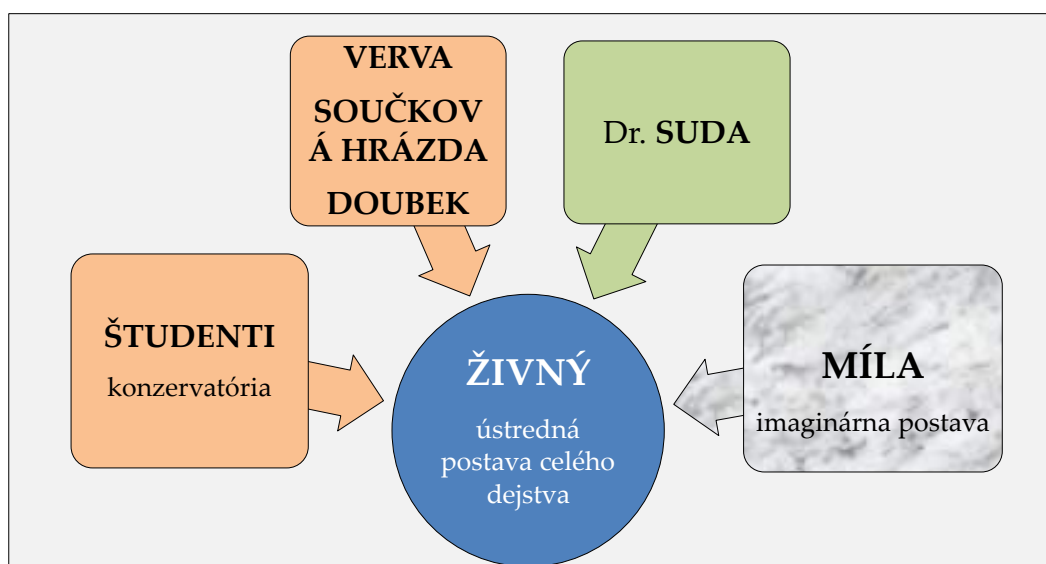 VERVA
SOUČKOV
Á HRÁZDA
DOUBEK
Dr. SUDA
ŠTUDENTI
konzervatória
ŽIVNÝ
ústredná
postava celého
dejstva
MÍLA
imaginárna postava